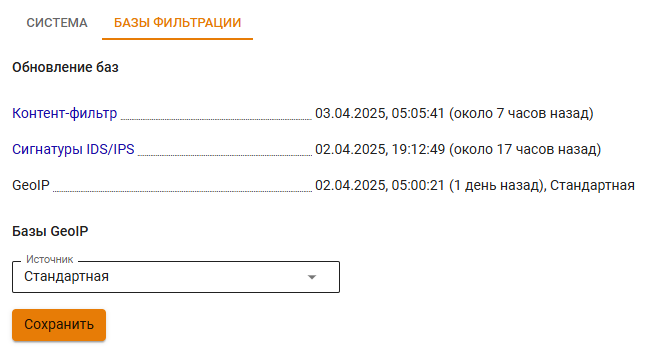 СИСТЕМА БАЗЫ ФИЛЬТРАЦИИ
Обновление баз
Контент-фильтр 03.04.2025, 05:05:41 (около 7 часов назад)
Сигнатуры IDS/IPS 02.04.2025, 19:12:49 (около 17 часов назад)
GeoIP 02.04.2025, 05:00:21 (1 день назад), Стандартная
Базы GeoIP
Источник
Стандартная
Сохранить